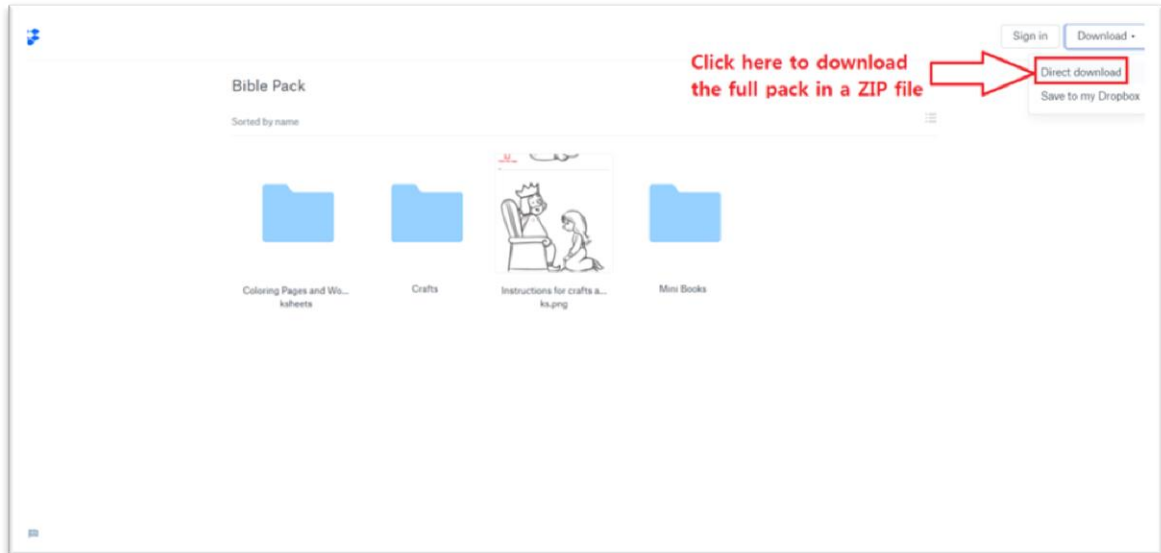 Sign in
Download
Click here to download
the full pack in a ZIP file
Direct download
Save to my Dropbox
Bible Pack
Sorted by name
Coloring Pages and Wo...
ksheets
Crafts
Instructions for crafts a...
ks.png
Mini Books